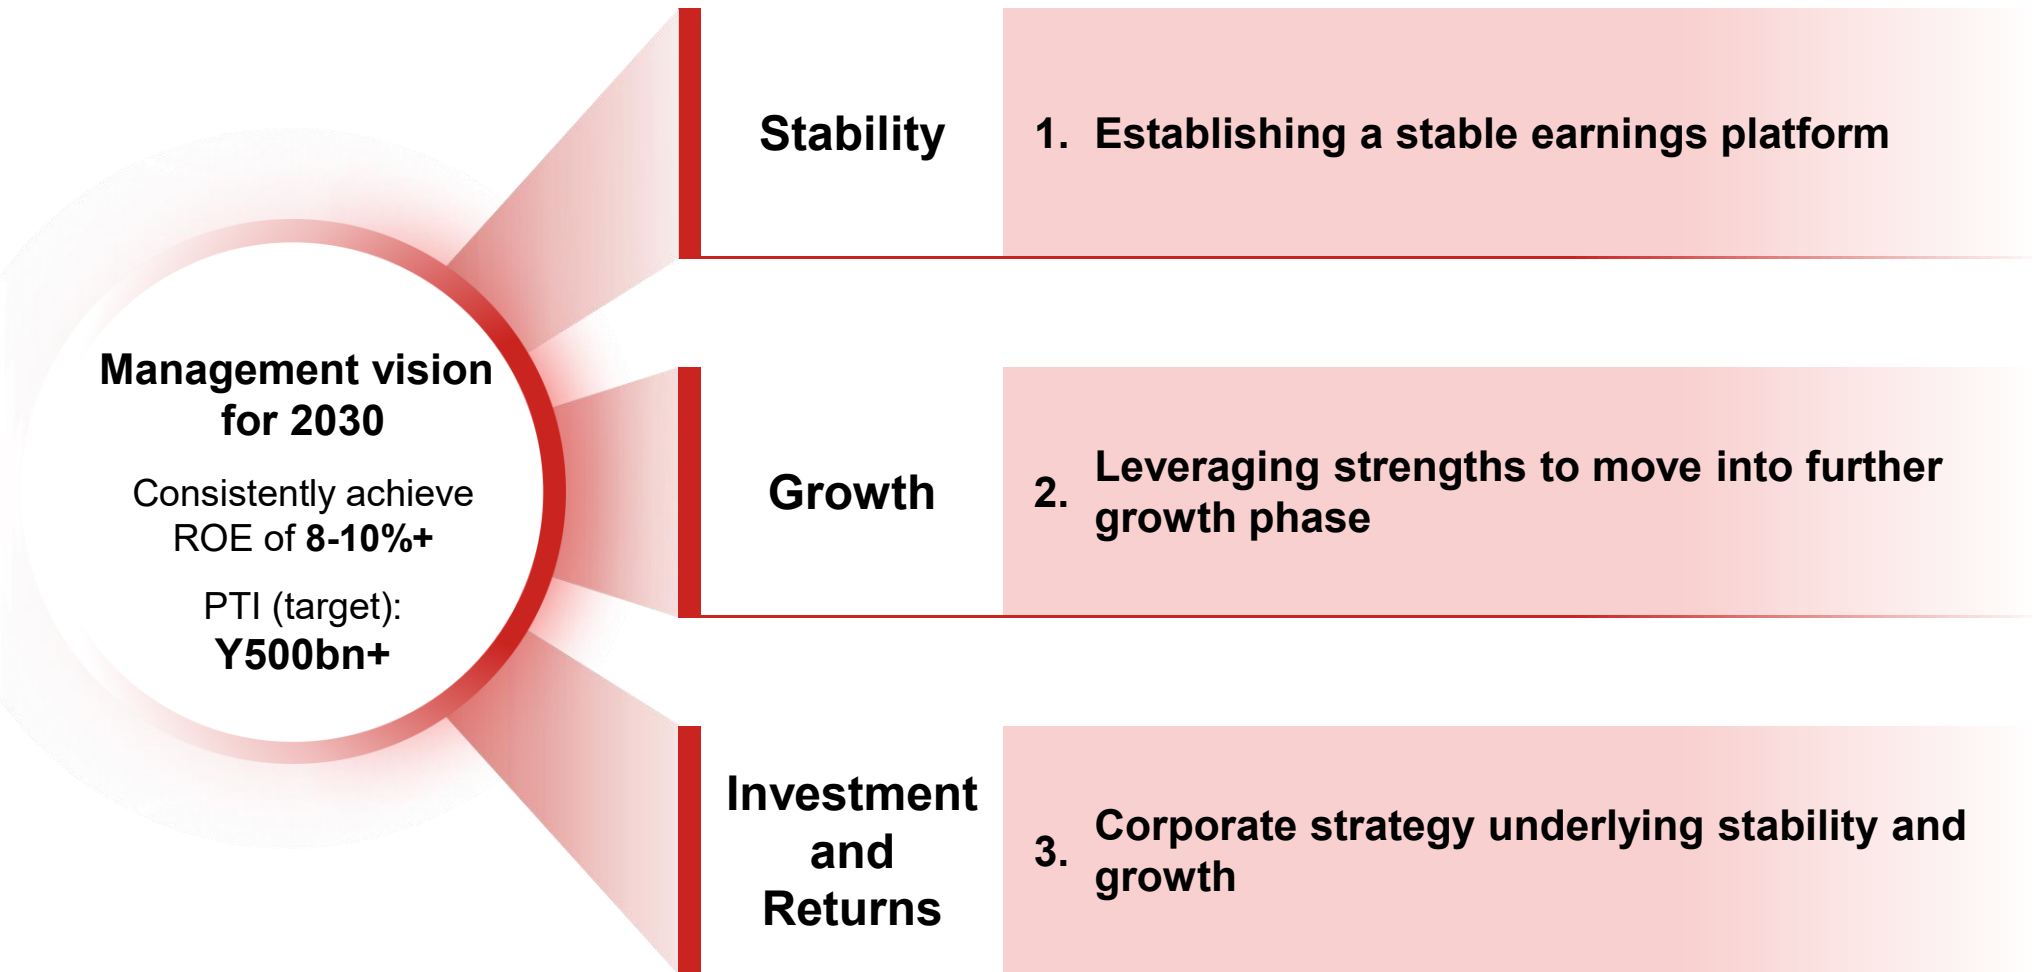 Management vision
for 2030
Consistently achieve
ROE of 8-10%+
PTI (target):
Y500bn+
Stability
1. Establishing a stable earnings platform
Growth
2. Leveraging strengths to move into further
growth phase
Investment
and
Returns
3. Corporate strategy underlying stability and
growth